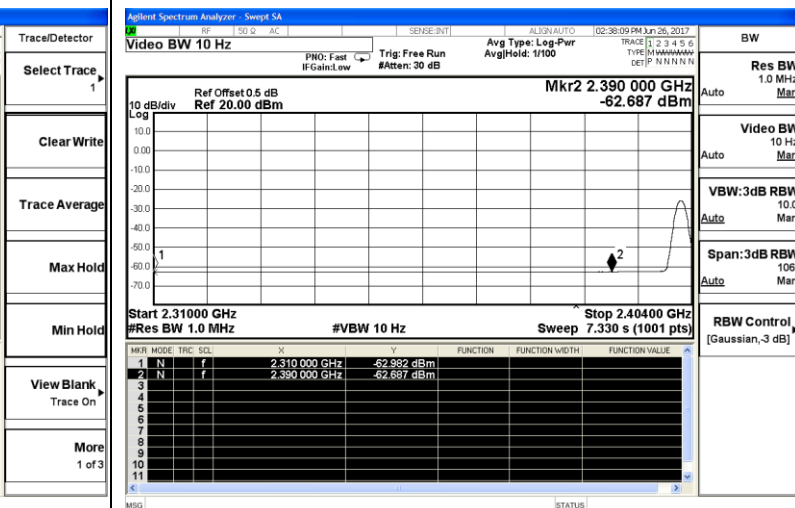 Trace/Detector
Select Trace
1
Clear Write
Trace Average
Max Hold
Min Hold
View Blank
Trace On
More
1 of 3
Agilent Spectrum Analyzer - Swept SA
RF 50 Ω AC SENSE:INT ALIGN AUTO 02:38:09 PM Jun 26, 2017
Video BW 10 Hz
PNO: Fast
IFGain:Low
Trig: Free Run
#Atten: 30 dB
Avg Type: Log-Pwr
Avg|Hold: 1/100
TRACE 1 2 3 4 5 6
TYPE M
DET P N N N N N
Mkr2 2.390 000 GHz
-62.687 dBm
Ref Offset 0.5 dB
Ref 20.00 dBm
10 dB/div
Log
10.0
0.00
-10.0
-20.0
-30.0
-40.0
-50.0
-60.0
-70.0
1
2
Start 2.31000 GHz
Stop 2.40400 GHz
#Res BW 1.0 MHz
#VBW 10 Hz
Sweep 7.330 s (1001 pts)
MKR MODE TRC SCL X Y FUNCTION FUNCTION WIDTH FUNCTION VALUE
1 N f 2.310 000 GHz -62.982 dBm
2 N f 2.390 000 GHz -62.687 dBm
3
4
5
6
7
8
9
10
11
MSG
STATUS
BW
Res BW
1.0 MHz
Auto Man
Video BW
10 Hz
Auto Man
VBW:3dB RBW
10.0
Auto Man
Span:3dB RBW
106
Auto Man
RBW Control
[Gaussian,-3 dB]